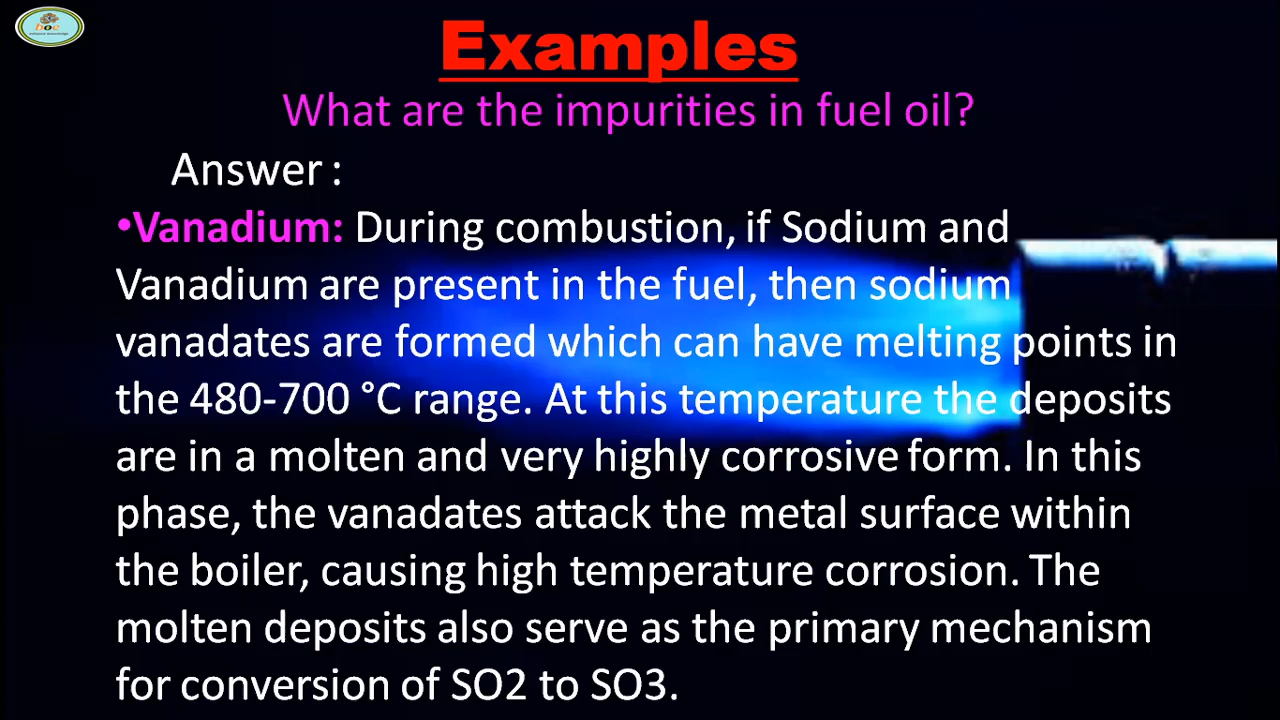 Examples
What are the impurities in fuel oil?
Answer :
•Vanadium: During combustion, if Sodium and
Vanadium are present in the fuel, then sodium
vanadates are formed which can have melting points in
the 480-700 °C range. At this temperature the deposits
are in a molten and very highly corrosive form. In this
phase, the vanadates attack the metal surface within
the boiler, causing high temperature corrosion. The
molten deposits also serve as the primary mechanism
for conversion of SO2 to SO3.